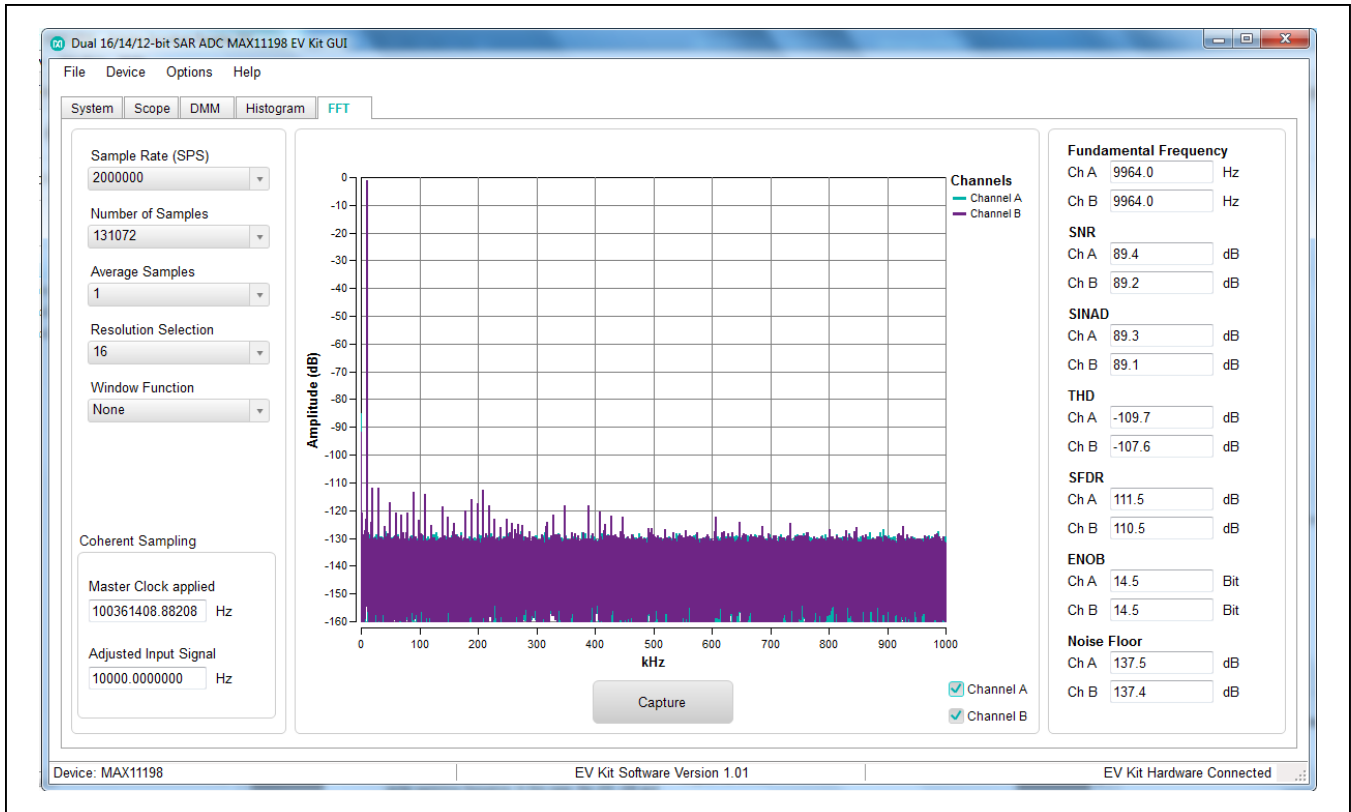 Dual 16/14/12-bit SAR ADC MAX11198 EV Kit GUI
File Device Options Help
System Scope DMM Histogram FFT
Sample Rate (SPS)
2000000
Number of Samples
131072
Average Samples
1
Resolution Selection
16
Window Function
None
Coherent Sampling
Master Clock applied
100361408.88208 Hz
Adjusted Input Signal
10000.0000000 Hz
Amplitude (dB)
0
-10
-20
-30
-40
-50
-60
-70
-80
-90
-100
-110
-120
-130
-140
-150
-160
0 100 200 300 400 500 600 700 800 900 1000
kHz
Channels
Channel A
Channel B
Capture
Channel A
Channel B
Fundamental Frequency
Ch A 9964.0 Hz
Ch B 9964.0 Hz
SNR
Ch A 89.4 dB
Ch B 89.2 dB
SINAD
Ch A 89.3 dB
Ch B 89.1 dB
THD
Ch A -109.7 dB
Ch B -107.6 dB
SFDR
Ch A 111.5 dB
Ch B 110.5 dB
ENOB
Ch A 14.5 Bit
Ch B 14.5 Bit
Noise Floor
Ch A 137.5 dB
Ch B 137.4 dB
Device: MAX11198 EV Kit Software Version 1.01 EV Kit Hardware Connected